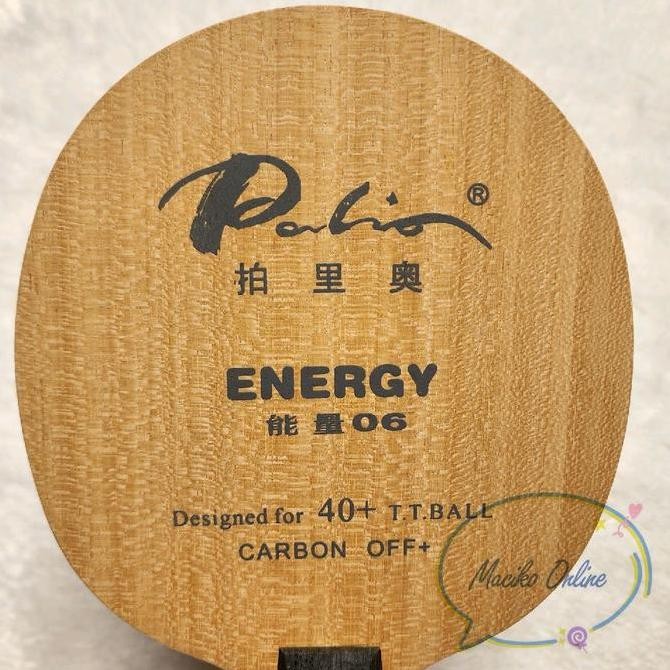 Palio ®
拍里奥
ENERGY
能量06
Designed for 40+ T.T.BALL
CARBON OFF+
Maciko Online